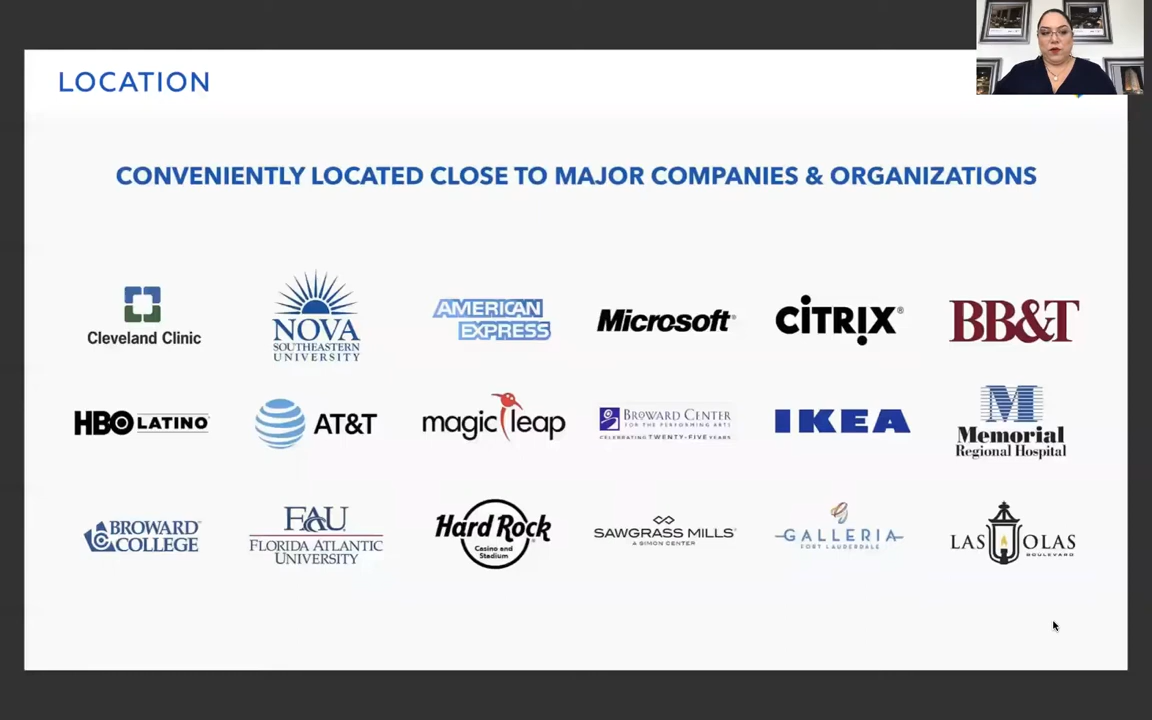 LOCATION
CONVENIENTLY LOCATED CLOSE TO MAJOR COMPANIES & ORGANIZATIONS
Cleveland Clinic
NOVA
SOUTHEASTERN
UNIVERSITY
AMERICAN
EXPRESS
Microsoft
CiTRIX
BB&T
HBO LATINO
AT&T
magic leap
BROWARD CENTER
FOR THE PERFORMING ARTS
CELEBRATING TWENTY-FIVE YEARS
IKEA
Memorial
Regional Hospital
BROWARD
COLLEGE
FAU
FLORIDA ATLANTIC
UNIVERSITY
Hard Rock
Casino and
Stadium
SAWGRASS MILLS
A SIMON CENTER
GALLERIA
FORT LAUDERDALE
LAS OLAS
BOULEVARD